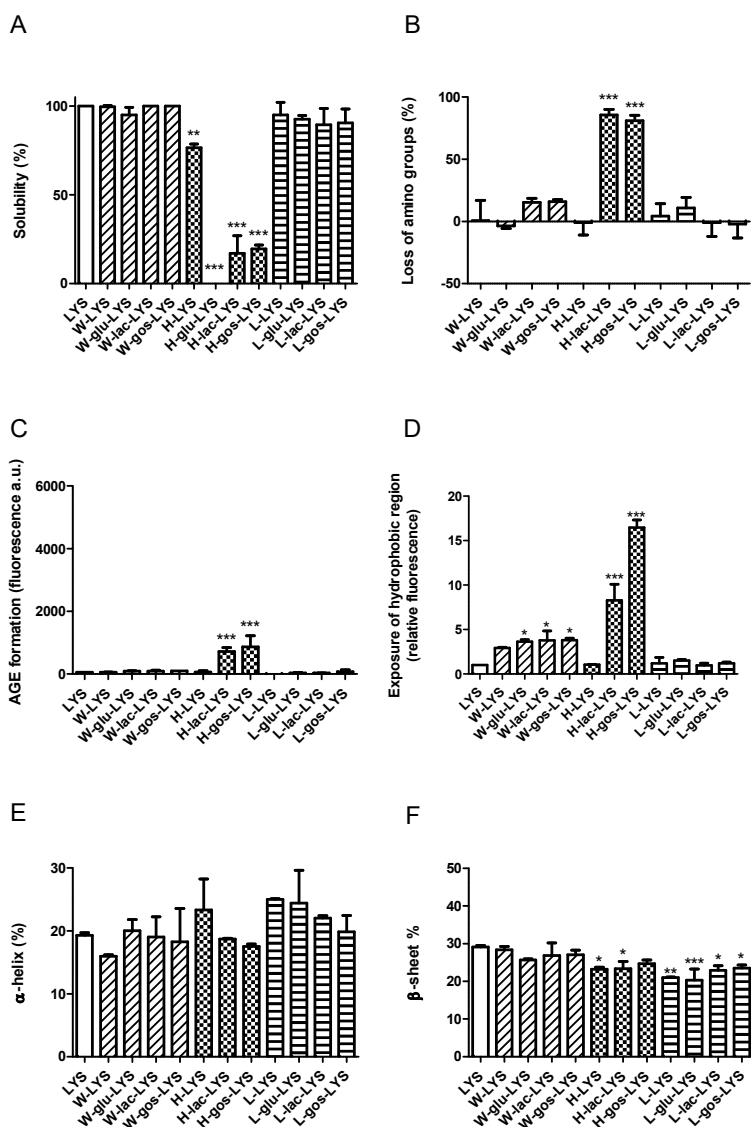 A
Solubility (%)
100
50
0
**
***
***
***
LYS
W-LYS
W-glu-LYS
W-lac-LYS
W-gos-LYS
H-LYS
H-glu-LYS
H-lac-LYS
H-gos-LYS
L-LYS
L-glu-LYS
L-lac-LYS
L-gos-LYS
B
Loss of amino groups (%)
100
50
0
-50
***
***
W-LYS
W-glu-LYS
W-lac-LYS
W-gos-LYS
H-LYS
H-lac-LYS
H-gos-LYS
L-LYS
L-glu-LYS
L-lac-LYS
L-gos-LYS
C
AGE formation (fluorescence a.u.)
6000
4000
2000
0
***
***
LYS
W-LYS
W-glu-LYS
W-lac-LYS
W-gos-LYS
H-LYS
H-lac-LYS
H-gos-LYS
L-LYS
L-glu-LYS
L-lac-LYS
L-gos-LYS
D
Exposure of hydrophobic region
(relative fluorescence)
20
15
10
5
0
*
*
*
***
***
LYS
W-LYS
W-glu-LYS
W-lac-LYS
W-gos-LYS
H-LYS
H-lac-LYS
H-gos-LYS
L-LYS
L-glu-LYS
L-lac-LYS
L-gos-LYS
E
α-helix (%)
30
20
10
0
LYS
W-LYS
W-glu-LYS
W-lac-LYS
W-gos-LYS
H-LYS
H-lac-LYS
H-gos-LYS
L-LYS
L-glu-LYS
L-lac-LYS
L-gos-LYS
F
β-sheet %
50
40
30
20
10
0
*
*
**
***
*
*
LYS
W-LYS
W-glu-LYS
W-lac-LYS
W-gos-LYS
H-LYS
H-lac-LYS
H-gos-LYS
L-LYS
L-glu-LYS
L-lac-LYS
L-gos-LYS